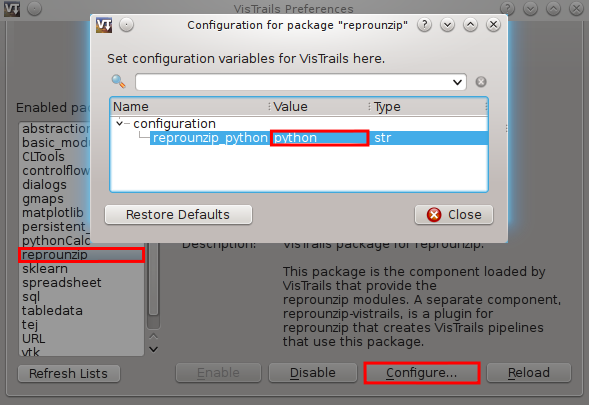 VisTrails Preferences
Configuration for package "reprounzip"
Set configuration variables for VisTrails here.
Name Value Type
configuration
reprounzip_python python str
Restore Defaults Close
Enabled
abstraction
basic_mod
CLTools
controlflow
dialogs
gmaps
matplotlib
persistent_
pythonCalc
reprounzip
sklearn
spreadsheet
sql
tabledata
tej
URL
vtk
Refresh Lists
Description: VisTrails package for reprounzip.
This package is the component loaded by
VisTrails that provide the
reprounzip modules. A separate component,
reprounzip-vistrails, is a plugin for
reprounzip that creates VisTrails pipelines
that use this package.
Enable Disable Configure... Reload